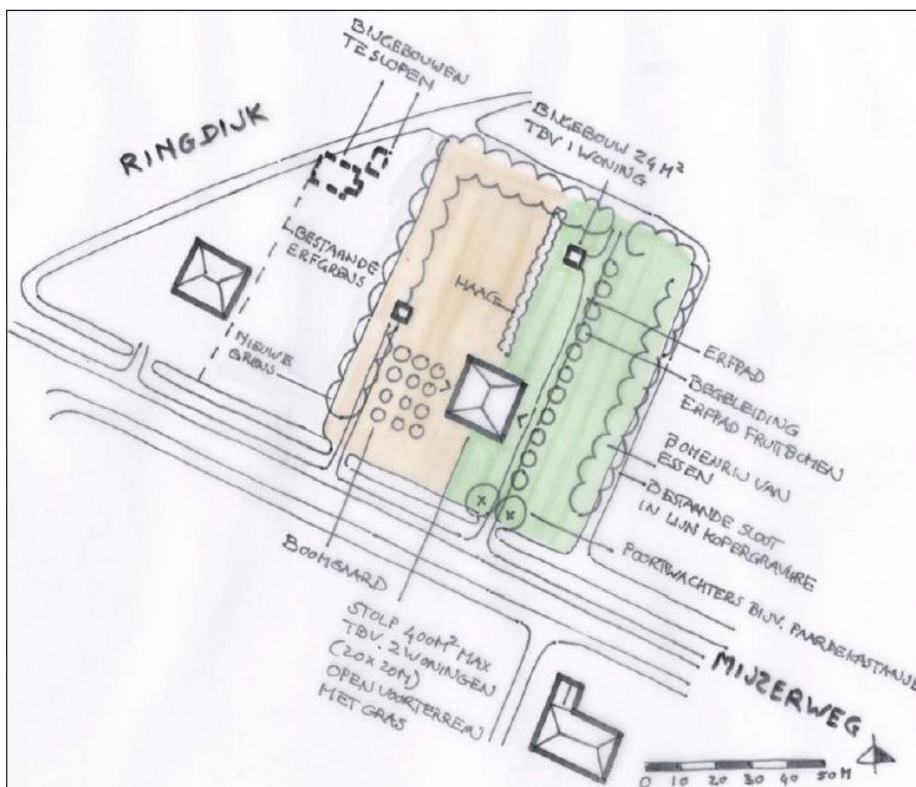 BIJGEBOUWEN
TE SLOPEN
RINGDIJK
BIJGEBOUW 24 M²
TBV. 1 WONING
L.BESTAANDE
ERFGRENS
HAAG
NIEUWE
GRENS
ERFPAD
BEGELEIDING
ERFPAD FRUITBOMEN
BOMENRIJ VAN
ESSEN
BESTAANDE SLOOT
IN LIJN KOPERGRAVURE
POORTWACHTERS BIJV. PAARDEKASTANJE
BOOMGAARD
STOLP 400M² MAX
TBV. 2 WONINGEN
(20x20M)
OPEN VOORTERREIN
MET GRAS
MIJZERWEG
0 10 20 30 40 50 M